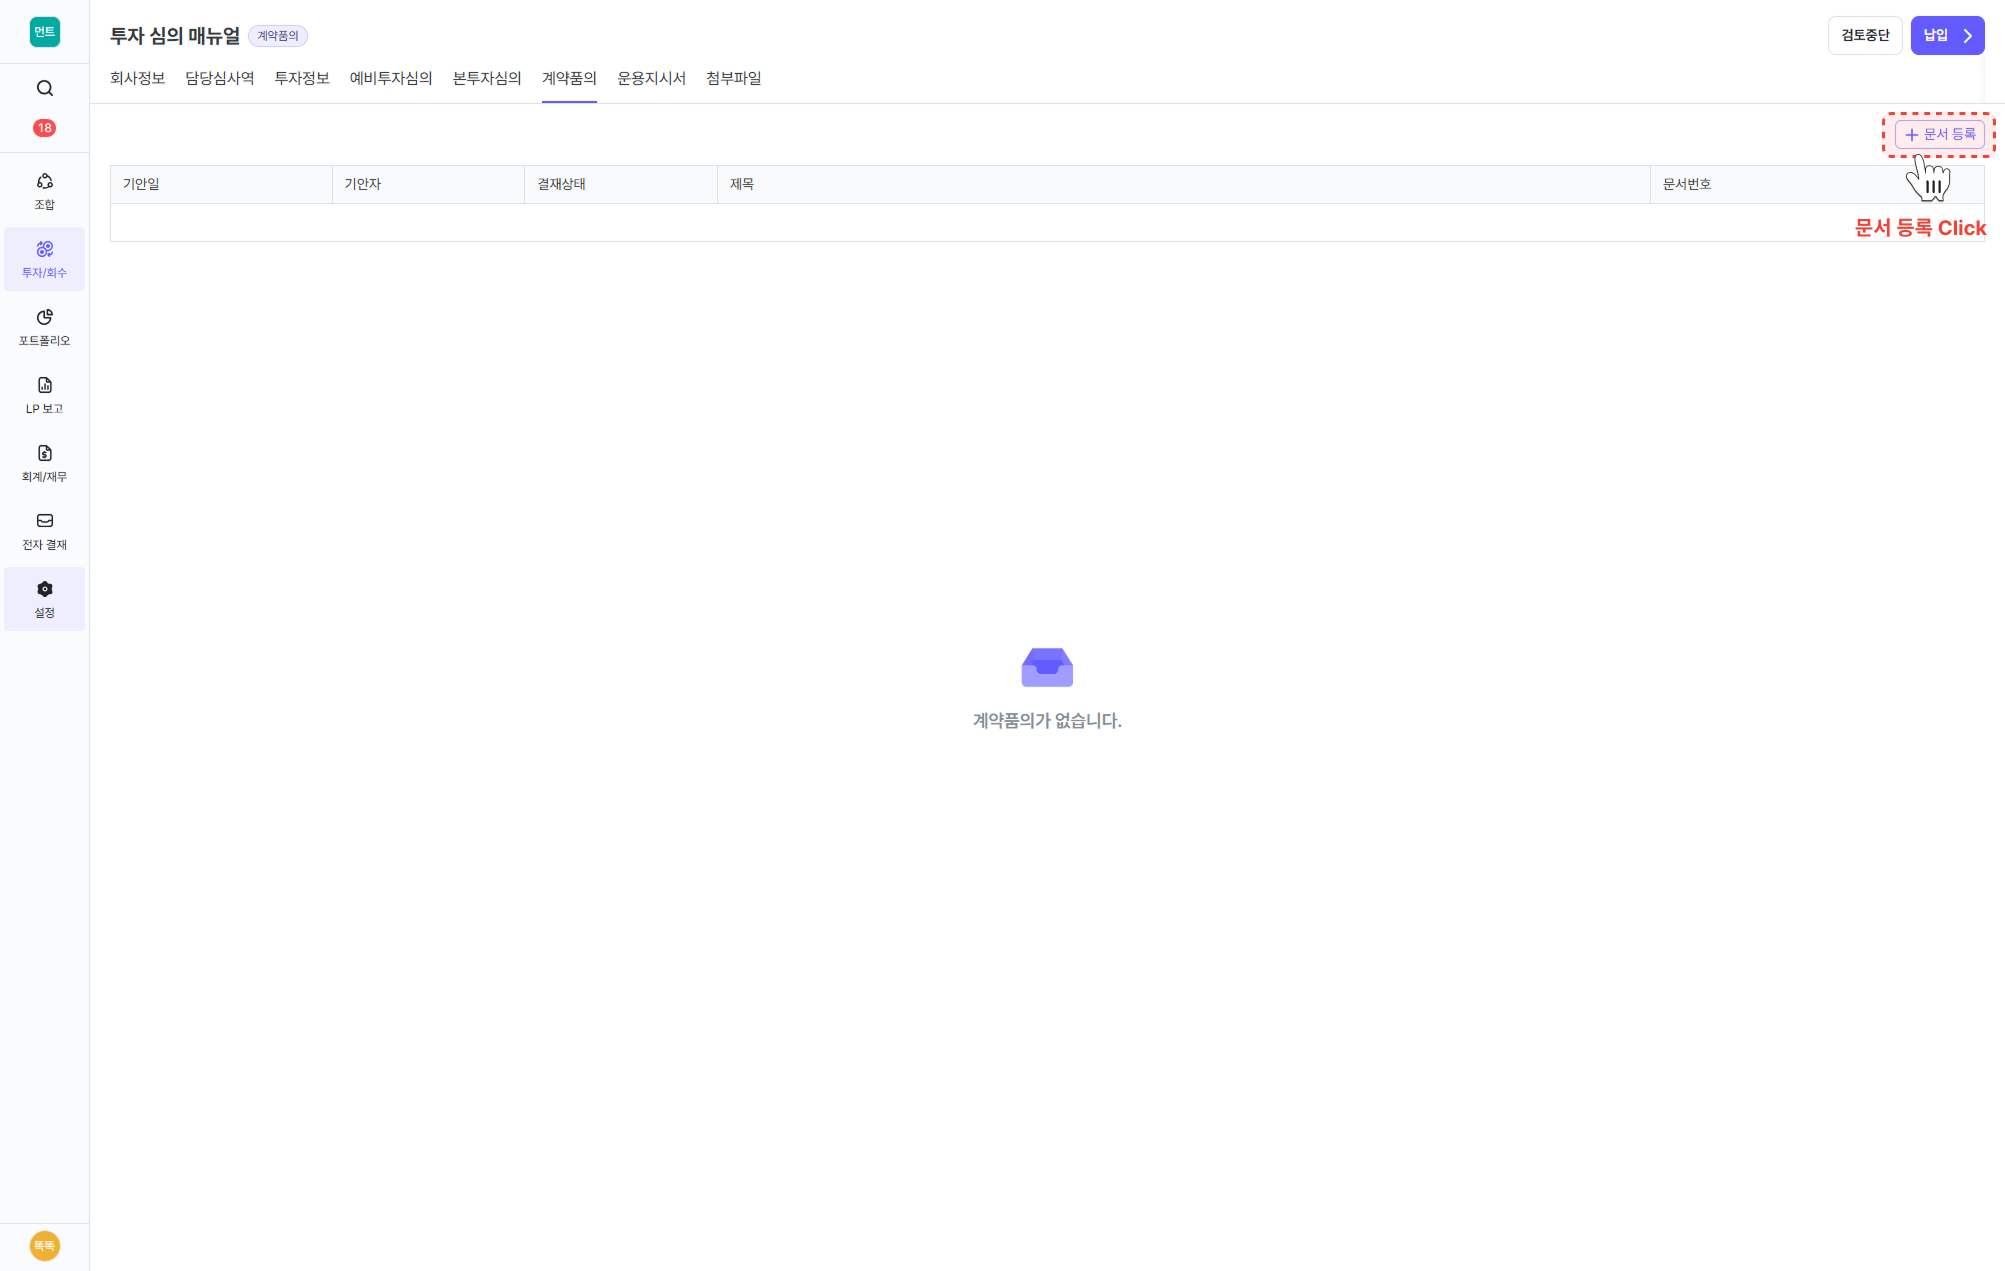 먼트
18
조합
투자/회수
포트폴리오
LP 보고
회계/재무
전자 결재
설정
똑똑
투자 심의 매뉴얼 계약품의
검토중단 납입
회사정보 담당심사역 투자정보 예비투자심의 본투자심의 계약품의 운용지시서 첨부파일
문서 등록
기안일 기안자 결재상태 제목 문서번호
문서 등록 Click
계약품의가 없습니다.